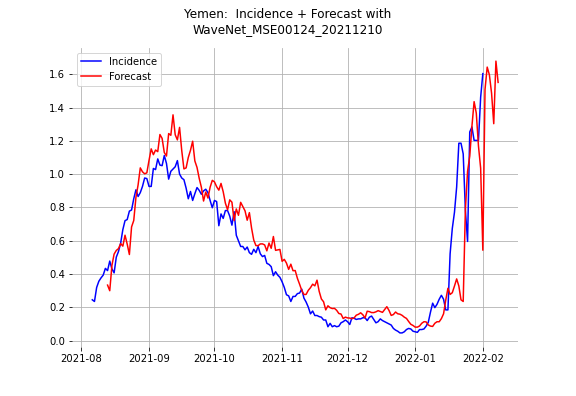 Yemen:  Incidence + Forecast with
WaveNet_MSE00124_20211210
Incidence
Forecast
1.6
1.4
1.2
1.0
0.8
0.6
0.4
0.2
0.0
2021-08 2021-09 2021-10 2021-11 2021-12 2022-01 2022-02